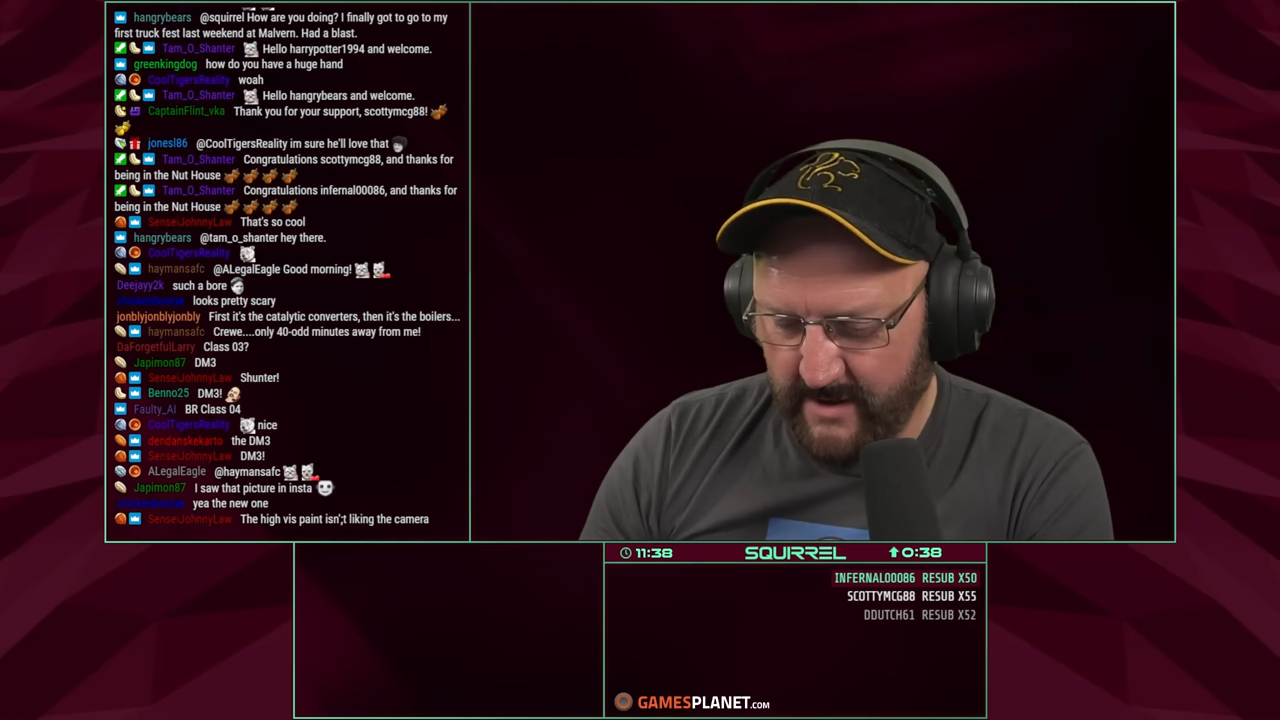 hangrybears @squirrel How are you doing? I finally got to go to my
first truck fest last weekend at Malvern. Had a blast.
Tam_O_Shanter Hello harrypotter1994 and welcome.
greenkingdog how do you have a huge hand
CoolTigersReality woah
Tam_O_Shanter Hello hangrybears and welcome.
CaptainFlint_vka Thank you for your support, scottymcg88!
jonesl86 @CoolTigersReality im sure he'll love that
Tam_O_Shanter Congratulations scottymcg88, and thanks for
being in the Nut House
Tam_O_Shanter Congratulations infernal00086, and thanks for
being in the Nut House
SenseiJohnnyLaw That's so cool
hangrybears @tam_o_shanter hey there.
CoolTigersReality
haymansafc @ALegalEagle Good morning!
Deejayy2k such a bore
looks pretty scary
jonblyjonblyjonbly First it's the catalytic converters, then it's the boilers...
haymansafc Crewe....only 40-odd minutes away from me!
DaForgetfulLarry Class 03?
Japimon87 DM3
SenseiJohnnyLaw Shunter!
Benno25 DM3!
Faulty_AI BR Class 04
CoolTigersReality nice
dendanskekarto the DM3
SenseiJohnnyLaw DM3!
ALegalEagle @haymansafc
Japimon87 I saw that picture in insta
yea the new one
SenseiJohnnyLaw The high vis paint isn';t liking the camera
11:38 SQUIRREL 0:38
INFERNAL00086 RESUB X50
SCOTTYMCG88 RESUB X55
DDUTCH61 RESUB X52
GAMESPLANET.COM